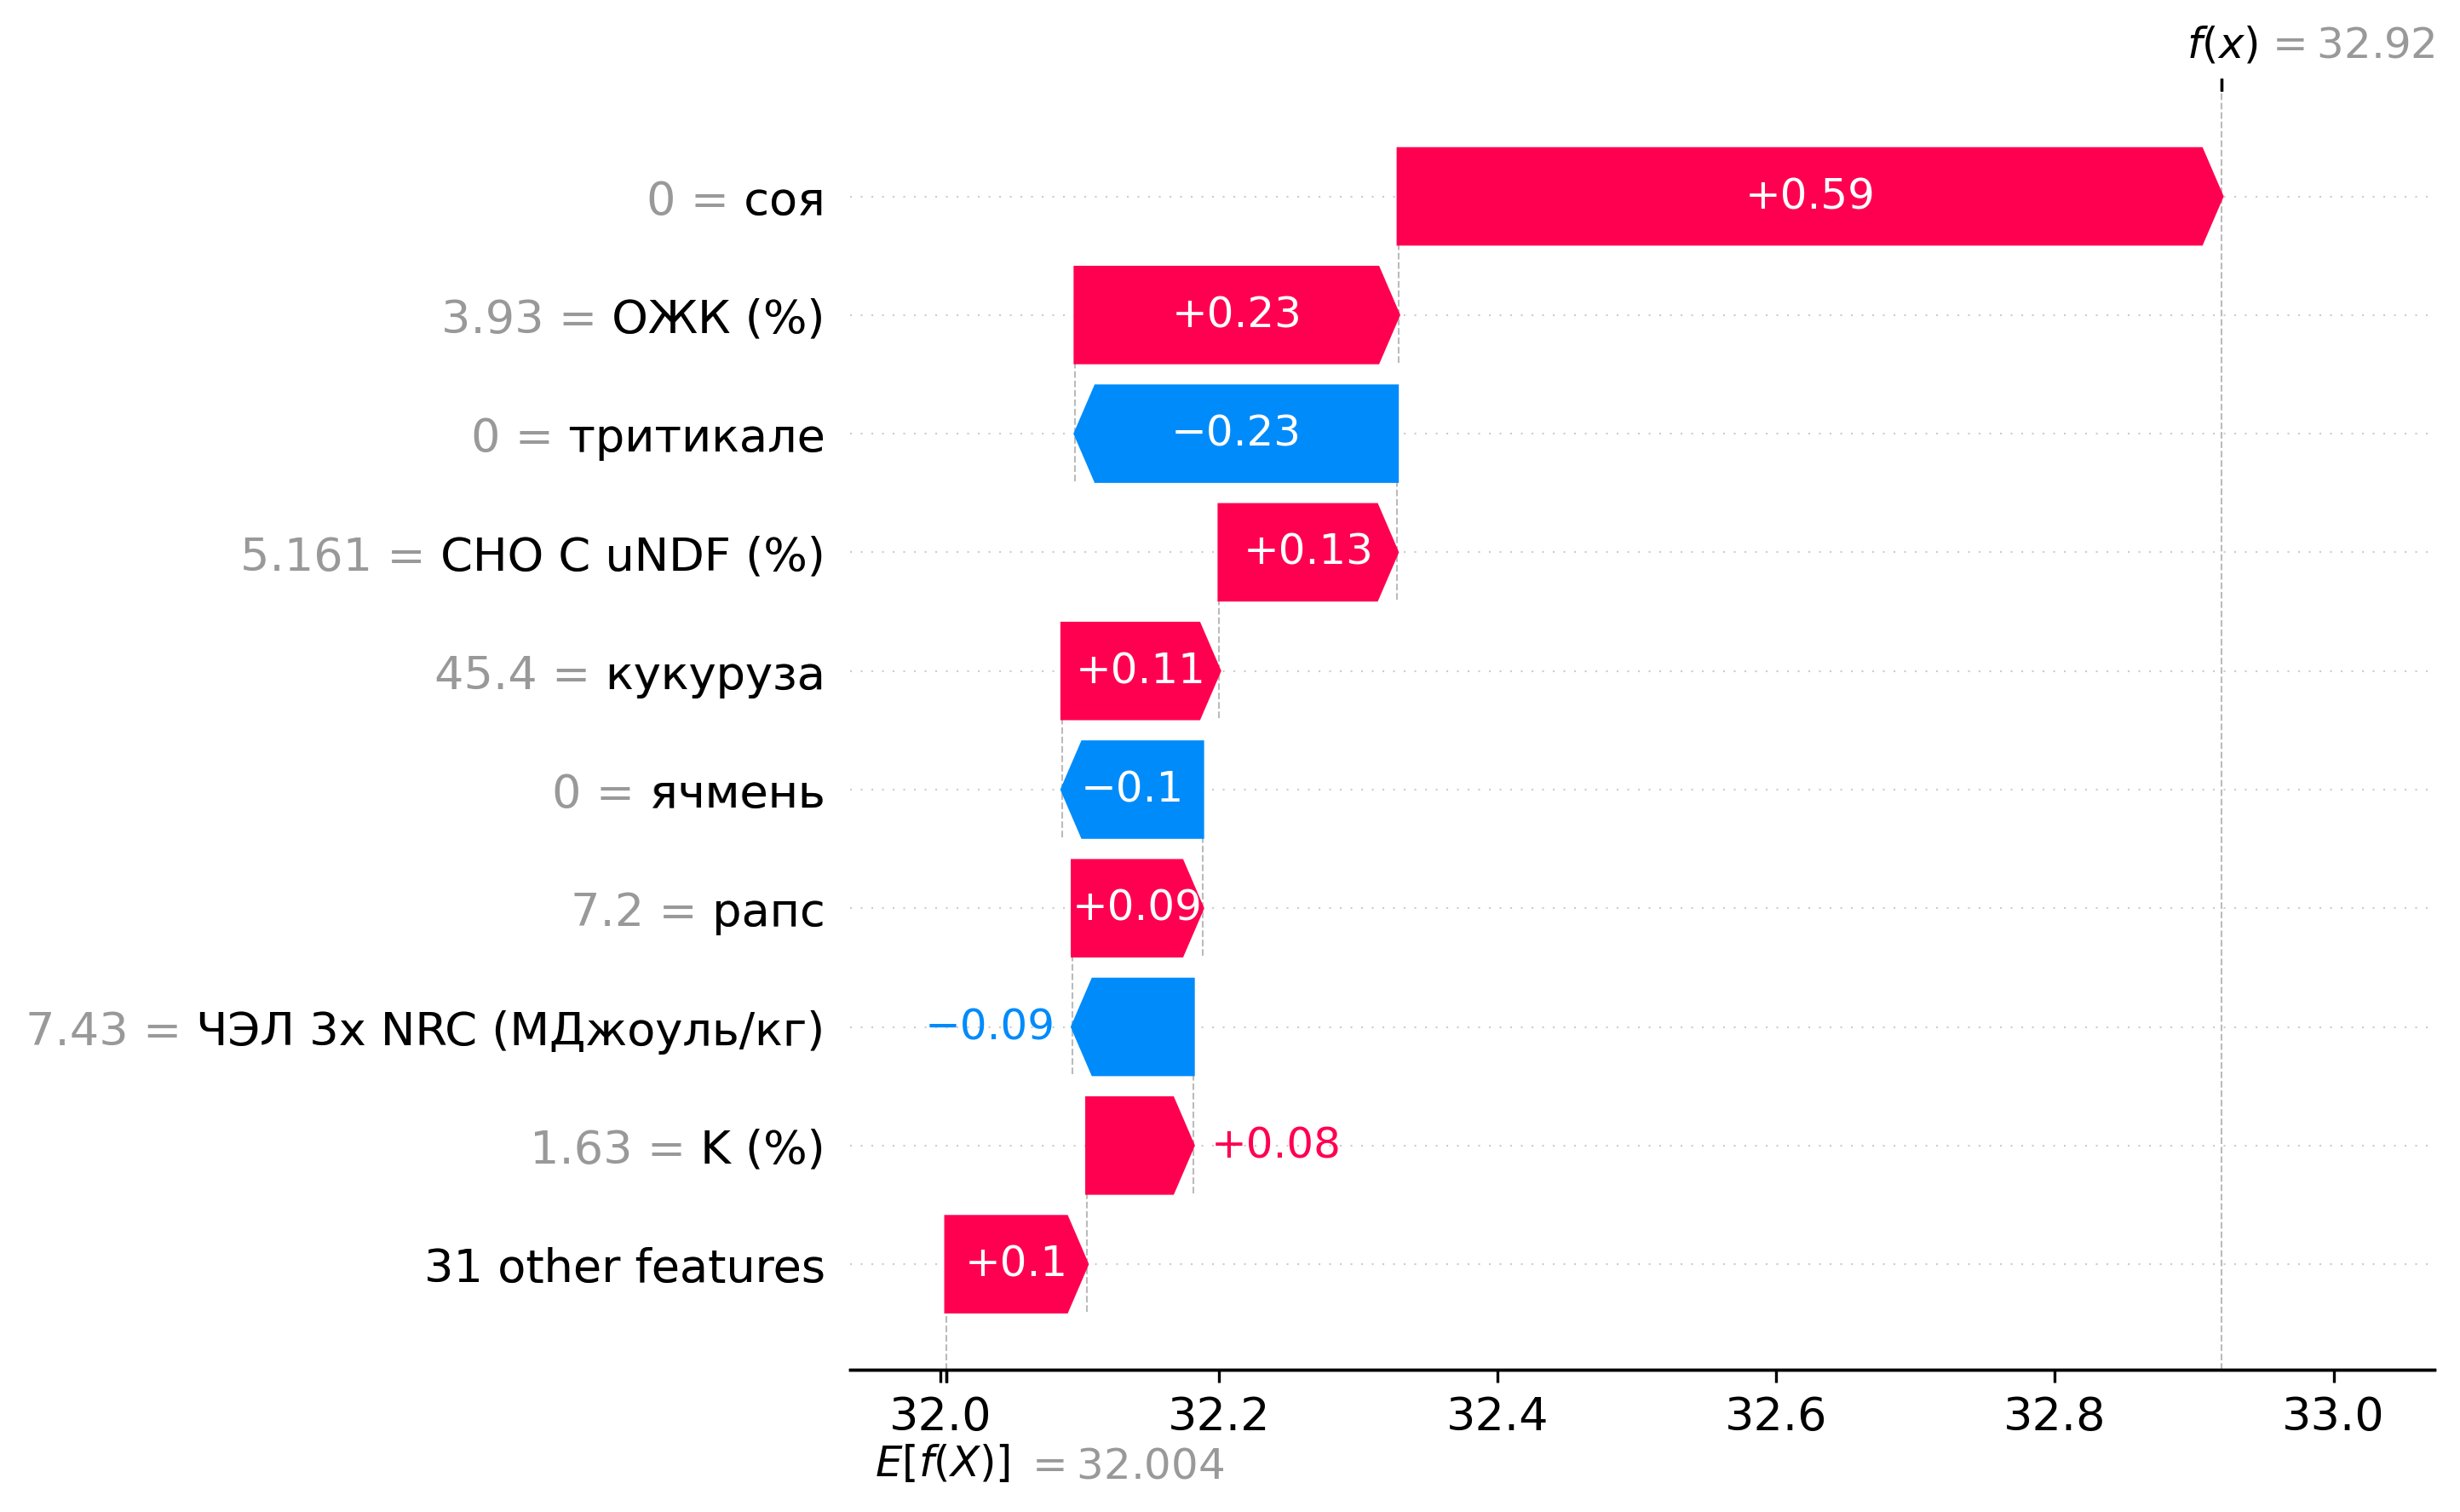 f(x) = 32.92
0 = соя +0.59
3.93 = ОЖК (%) +0.23
0 = тритикале −0.23
5.161 = CHO C uNDF (%) +0.13
45.4 = кукуруза +0.11
0 = ячмень −0.1
7.2 = рапс +0.09
7.43 = ЧЭЛ 3x NRC (МДжоуль/кг) −0.09
1.63 = K (%) +0.08
31 other features +0.1
32.0 32.2 32.4 32.6 32.8 33.0
E[f(X)] = 32.004